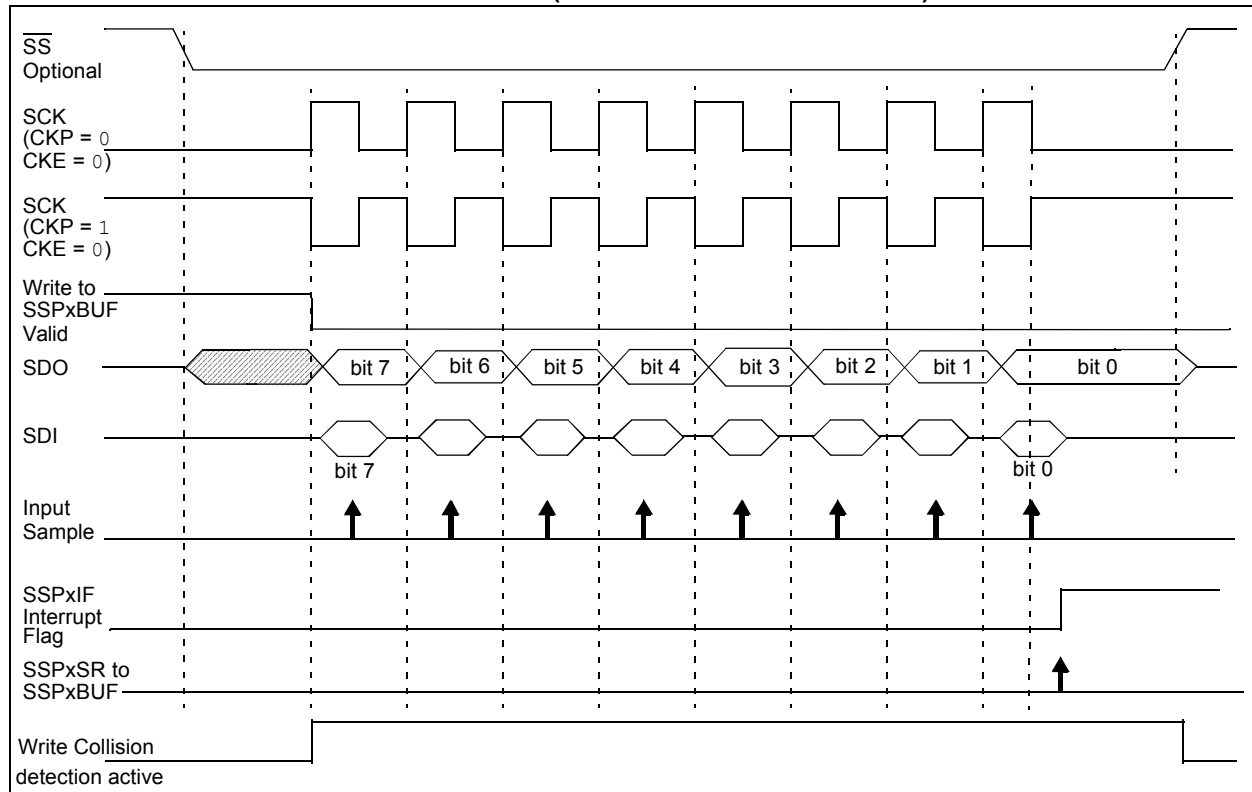 SS
Optional
SCK
(CKP = 0
CKE = 0)
SCK
(CKP = 1
CKE = 0)
Write to
SSPxBUF
Valid
SDO
bit 7
bit 6
bit 5
bit 4
bit 3
bit 2
bit 1
bit 0
SDI
bit 7
bit 0
Input
Sample
SSPxIF
Interrupt
Flag
SSPxSR to
SSPxBUF
Write Collision
detection active